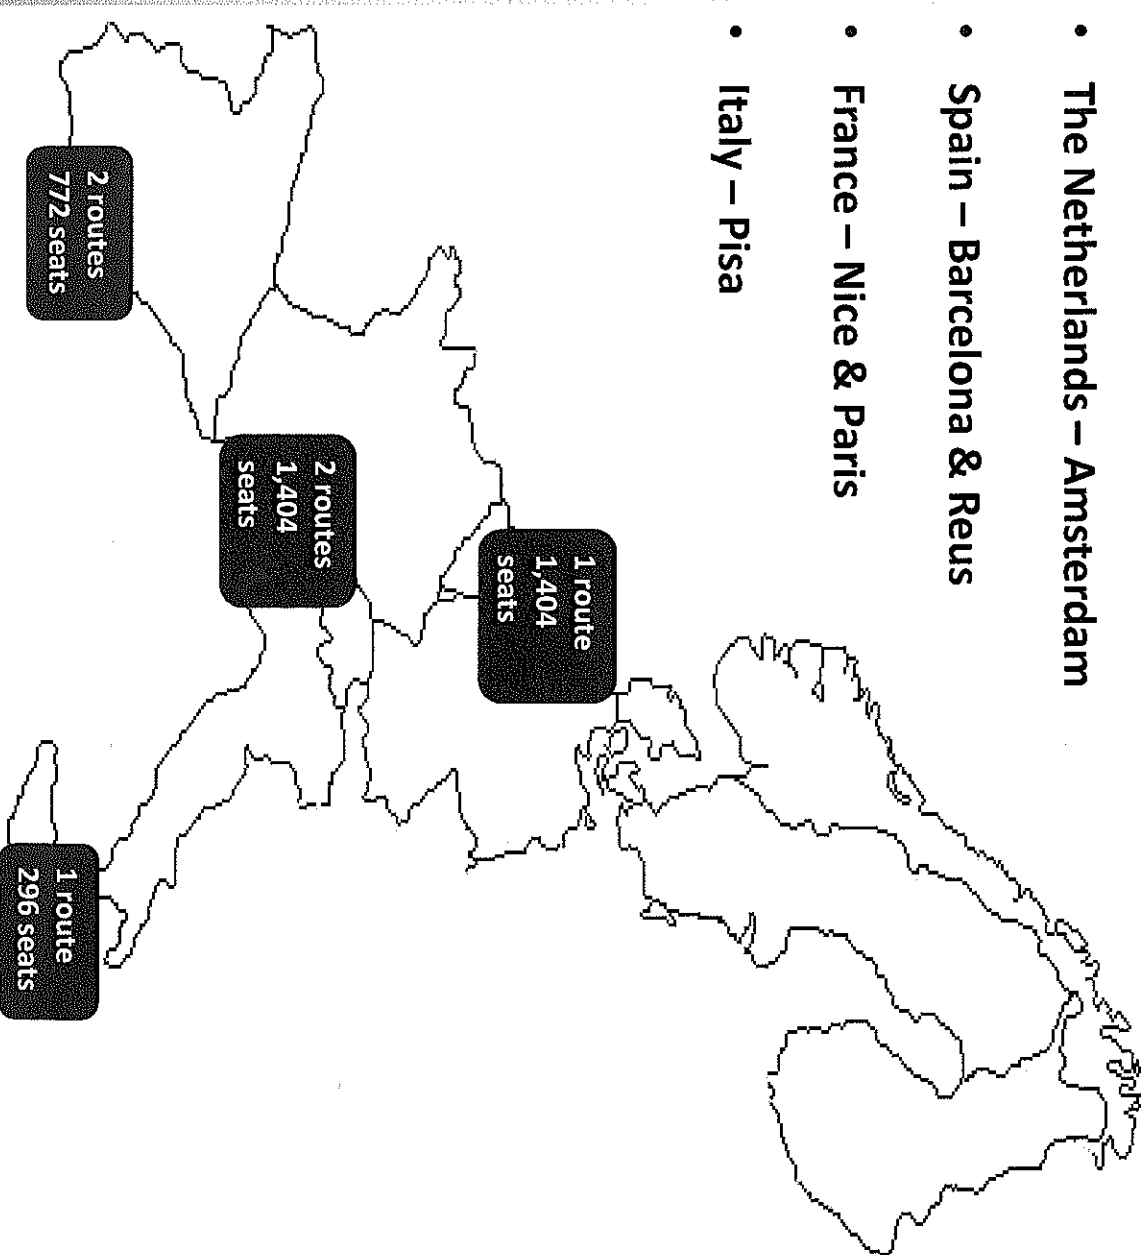 • The Netherlands – Amsterdam
• Spain – Barcelona & Reus
• France – Nice & Paris
• Italy – Pisa
1 route
1,404
seats
2 routes
1,404
seats
2 routes
772 seats
1 route
296 seats